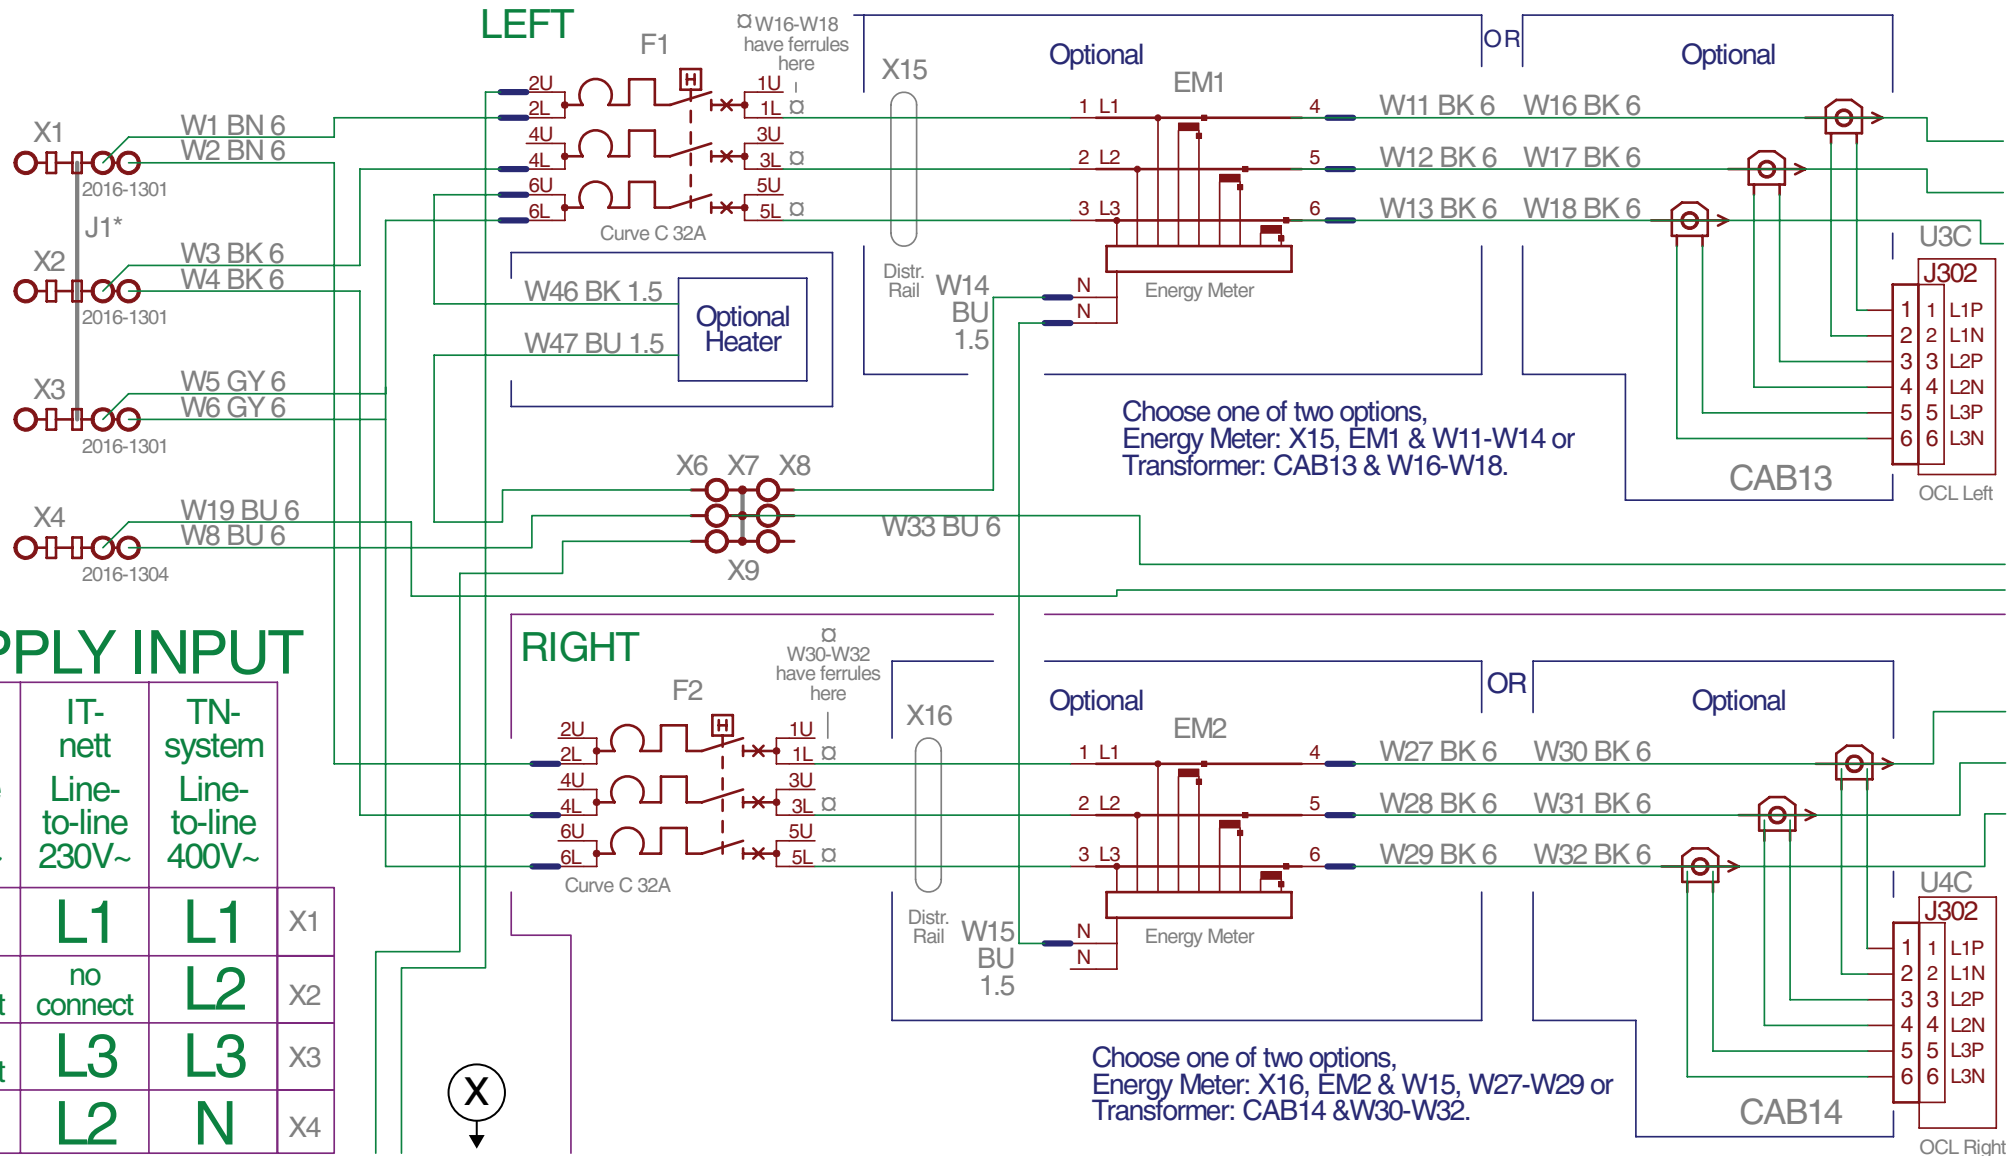 LEFT
F1
¤ W16-W18
have ferrules
here
X15
Optional
EM1
OR
Optional
2U
2L
4U
4L
6U
6L
H
1U
1L ¤
3U
3L ¤
5U
5L ¤
Curve C 32A
1 L1
2 L2
3 L3
4
5
6
W11 BK 6
W16 BK 6
W12 BK 6
W17 BK 6
W13 BK 6
W18 BK 6
X1
W1 BN 6
W2 BN 6
2016-1301
J1*
X2
W3 BK 6
W4 BK 6
2016-1301
X3
W5 GY 6
W6 GY 6
2016-1301
X4
W19 BU 6
W8 BU 6
2016-1304
W46 BK 1.5
W47 BU 1.5
Optional
Heater
Distr.
Rail
W14
BU
1.5
N
N
Energy Meter
U3C
J302
1 1 L1P
2 2 L1N
3 3 L2P
4 4 L2N
5 5 L3P
6 6 L3N
CAB13
OCL Left
Choose one of two options,
Energy Meter: X15, EM1 & W11-W14 or
Transformer: CAB13 & W16-W18.
X6 X7 X8
X9
W33 BU 6
RIGHT
F2
¤
W30-W32
have ferrules
here
X16
Optional
EM2
OR
Optional
2U
2L
4U
4L
6U
6L
H
1U
1L ¤
3U
3L ¤
5U
5L ¤
Curve C 32A
1 L1
2 L2
3 L3
4
5
6
W27 BK 6
W30 BK 6
W28 BK 6
W31 BK 6
W29 BK 6
W32 BK 6
Distr.
Rail
W15
BU
1.5
N
N
Energy Meter
U4C
J302
1 1 L1P
2 2 L1N
3 3 L2P
4 4 L2N
5 5 L3P
6 6 L3N
CAB14
OCL Right
Choose one of two options,
Energy Meter: X16, EM2 & W15, W27-W29 or
Transformer: CAB14 &W30-W32.
PPLY INPUT
IT-
nett
Line-
to-line
230V~
TN-
system
Line-
to-line
400V~
L1 L1 X1
no
connect
L2 X2
L3 L3 X3
L2 N X4
X